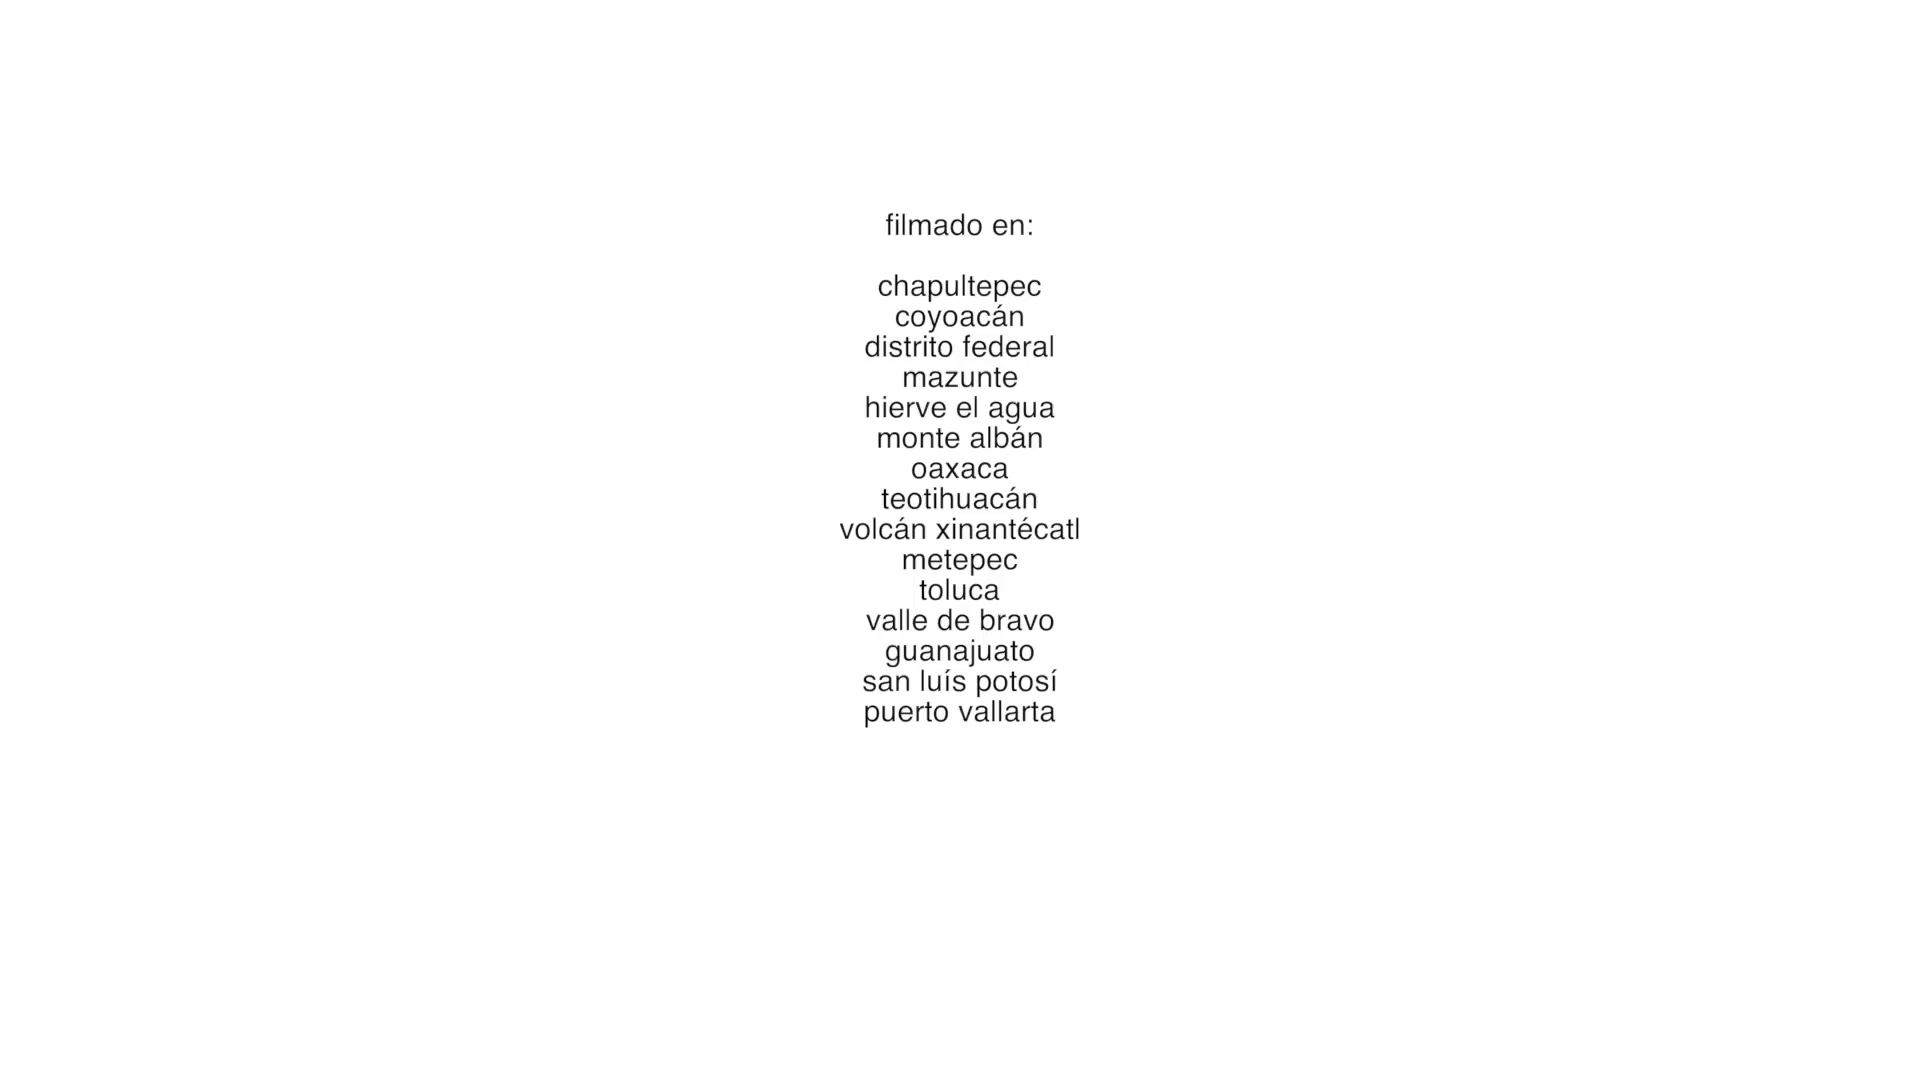 filmado en:
chapultepec
coyoacán
distrito federal
mazunte
hierve el agua
monte albán
oaxaca
teotihuacán
volcán xinantécatl
metepec
toluca
valle de bravo
guanajuato
san luís potosí
puerto vallarta